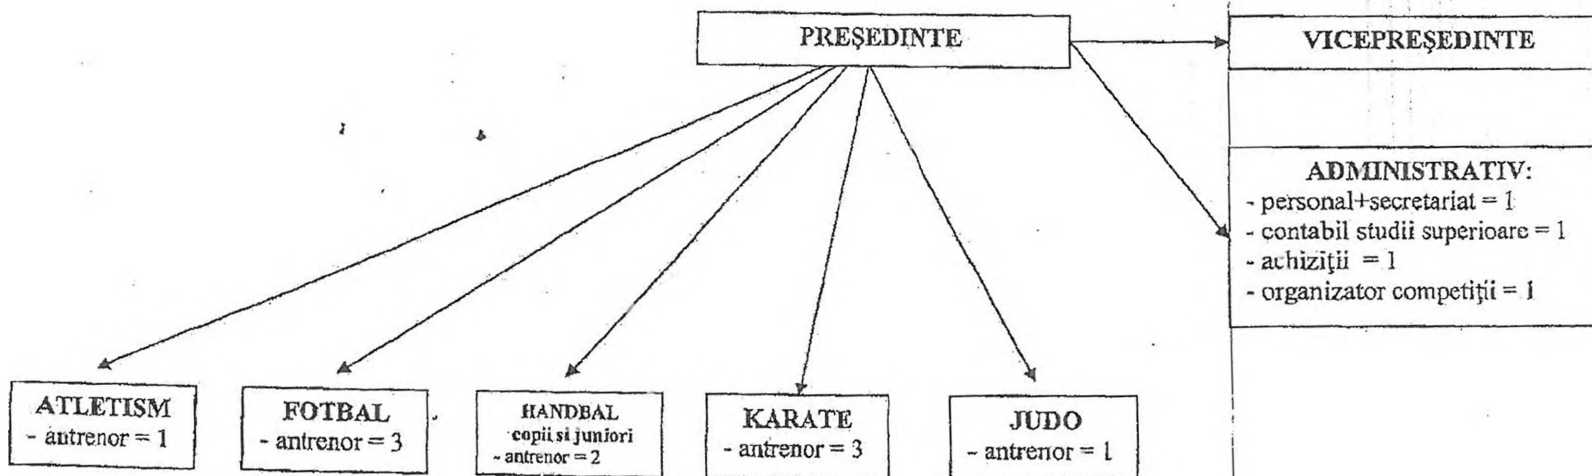 PREŞEDINTE
VICEPREŞEDINTE
ADMINISTRATIV:
- personal+secretariat = 1
- contabil studii superioare = 1
- achiziţii = 1
- organizator competiţii = 1
ATLETISM
- antrenor = 1
FOTBAL
- antrenor = 3
HANDBAL
copii si juniori
- antrenor = 2
KARATE
- antrenor = 3
JUDO
- antrenor = 1